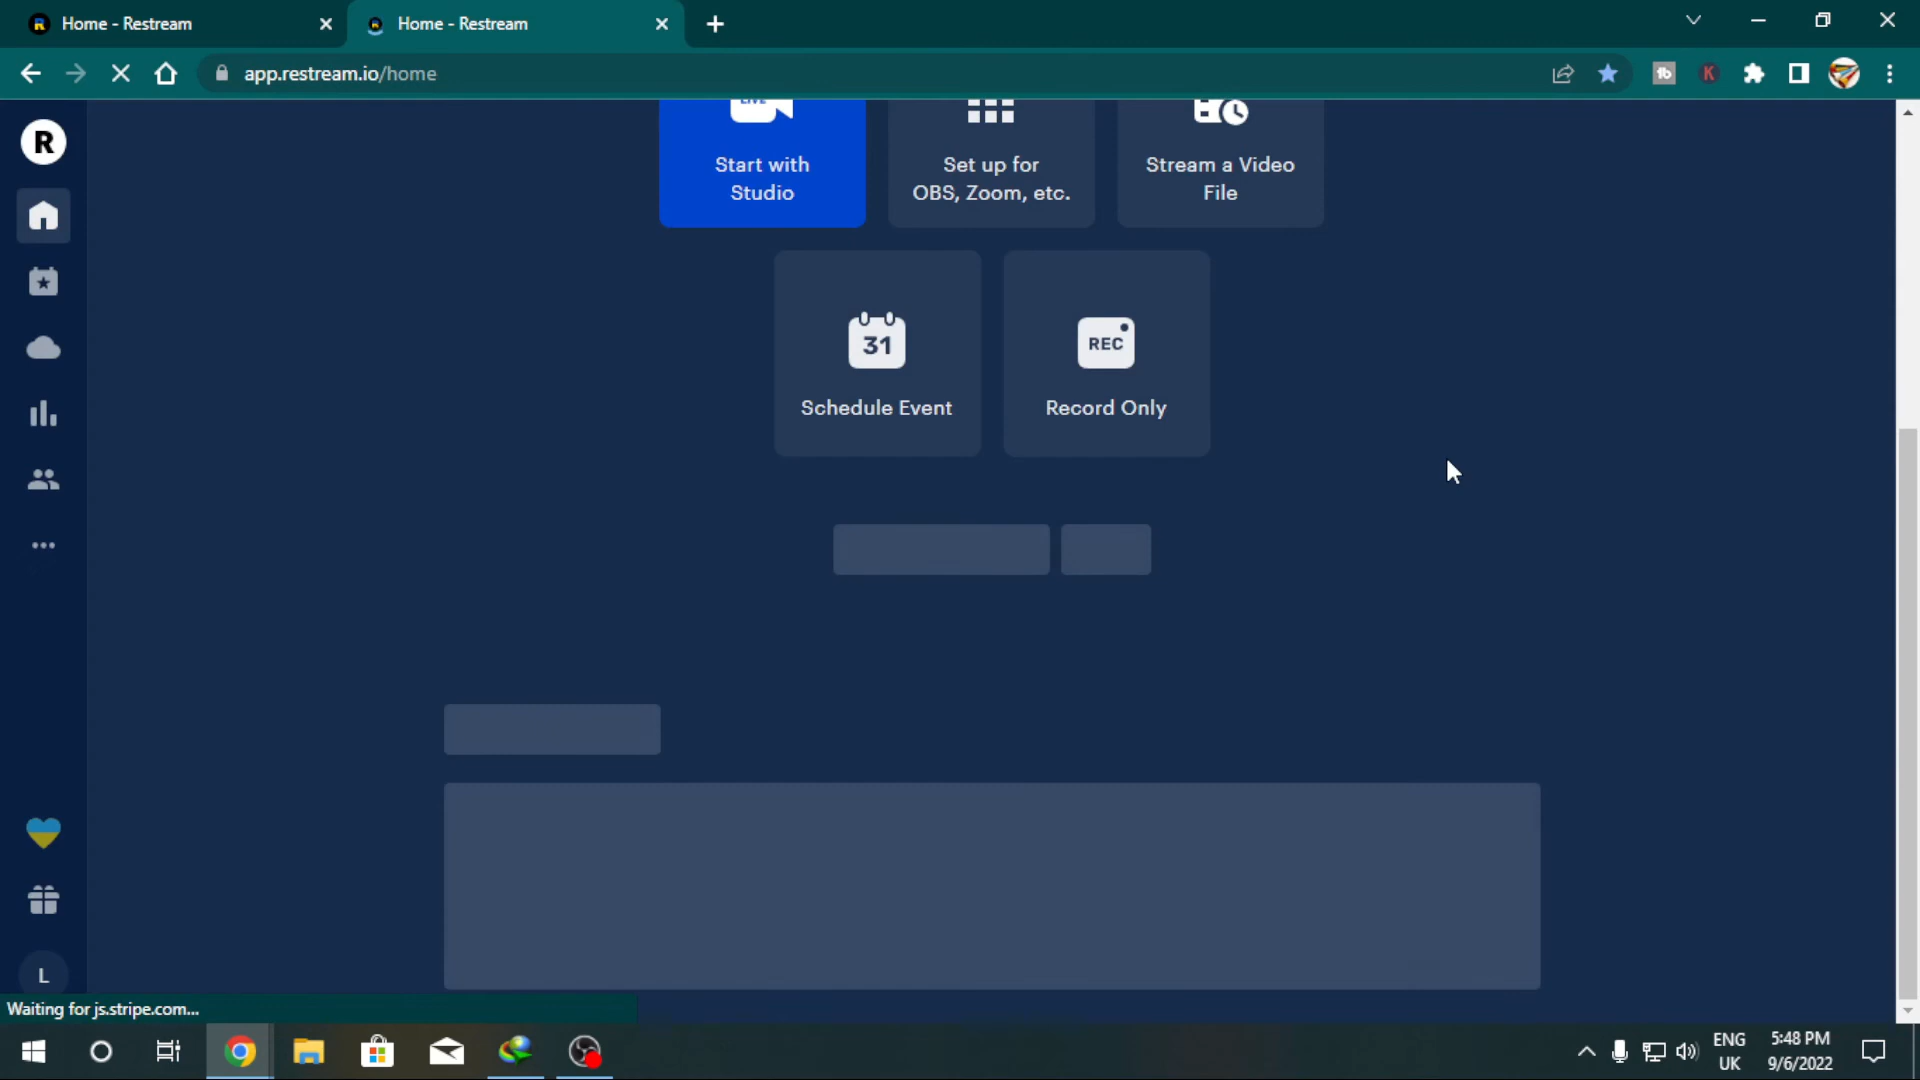 Home - Restream
Home - Restream
app.restream.io/home
R
LIVE
Start with
Studio
Set up for
OBS, Zoom, etc.
Stream a Video
File
31
Schedule Event
REC
Record Only
L
Waiting for js.stripe.com...
ENG
UK
5:48 PM
9/6/2022